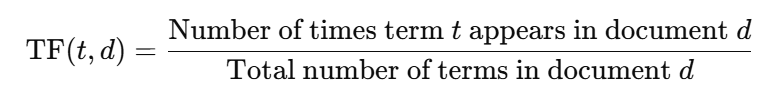 TF(t, d) = Number of times term t appears in document d
Total number of terms in document d